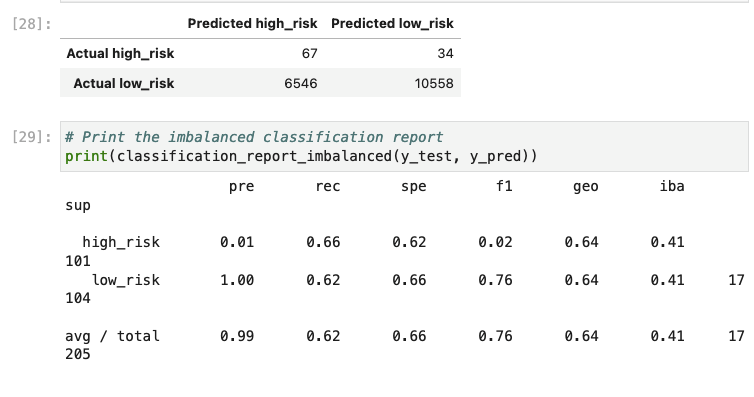 [28]:
Predicted high_risk Predicted low_risk
Actual high_risk 67 34
Actual low_risk 6546 10558
[29]:
# Print the imbalanced classification report
print(classification_report_imbalanced(y_test, y_pred))
pre rec spe f1 geo iba
sup
high_risk 0.01 0.66 0.62 0.02 0.64 0.41
101
low_risk 1.00 0.62 0.66 0.76 0.64 0.41 17
104
avg / total 0.99 0.62 0.66 0.76 0.64 0.41 17
205